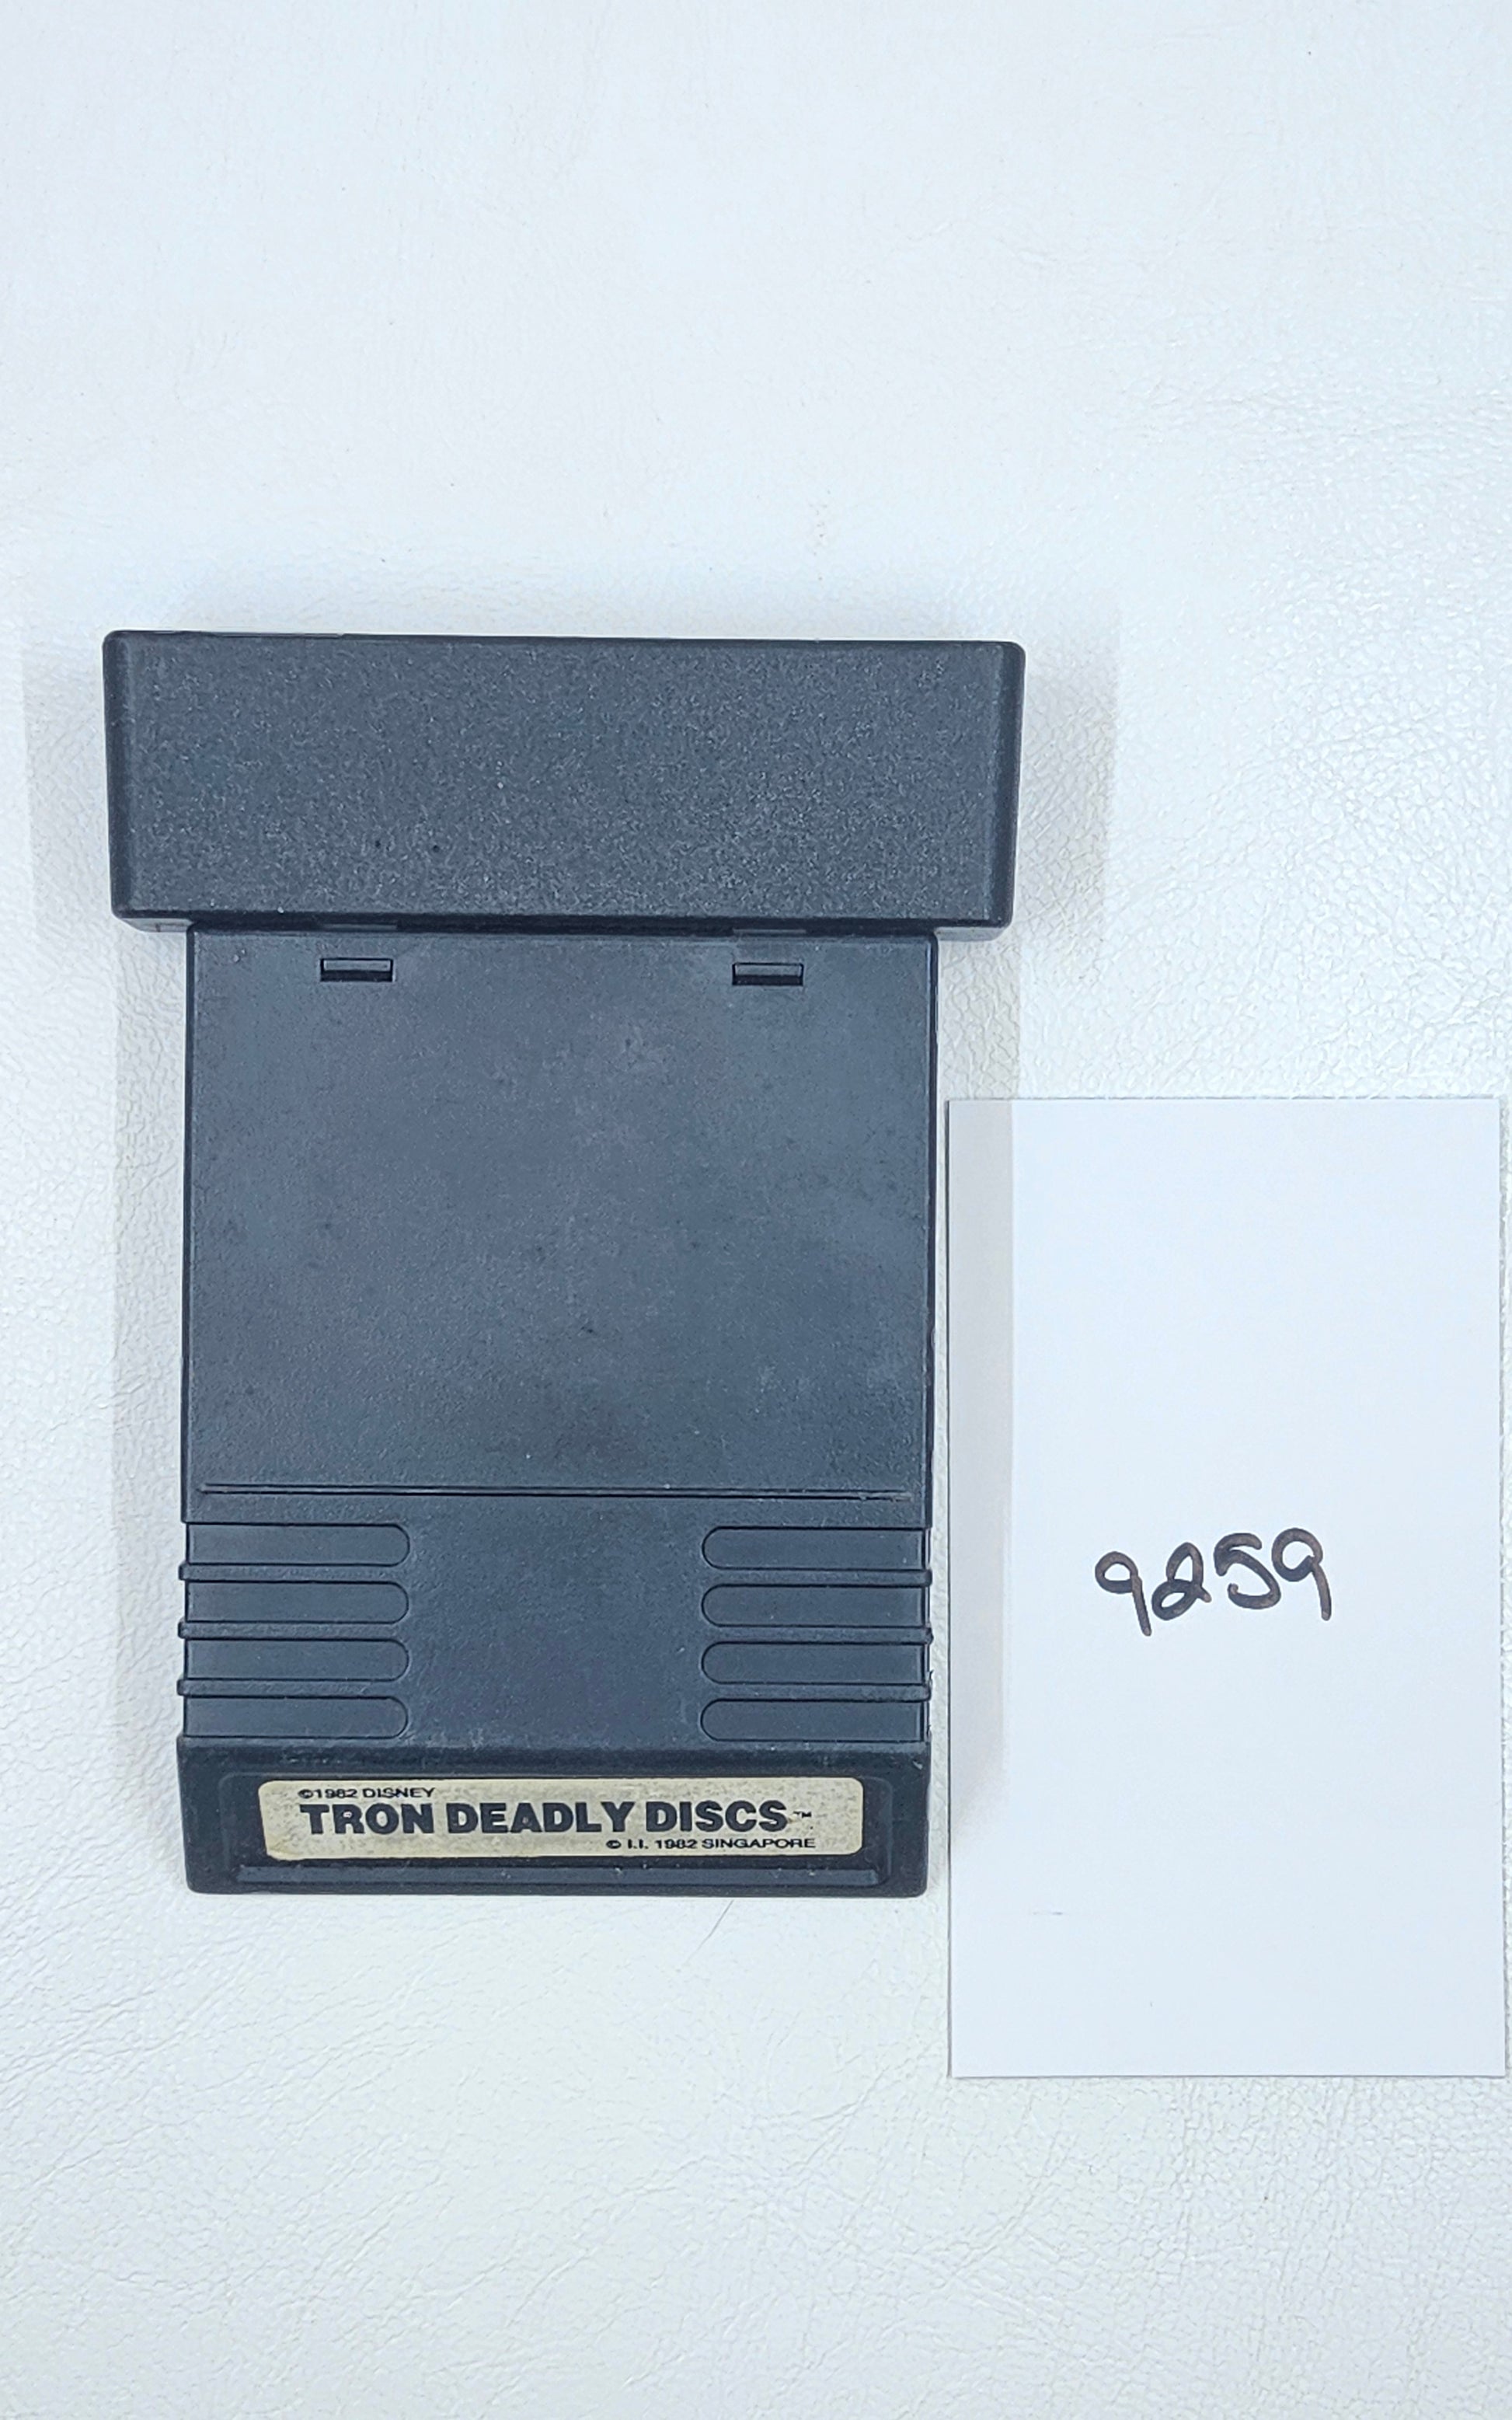 ©1982 DISNEY
TRON DEADLY DISCS™
© I.I. 1982 SINGAPORE
9259